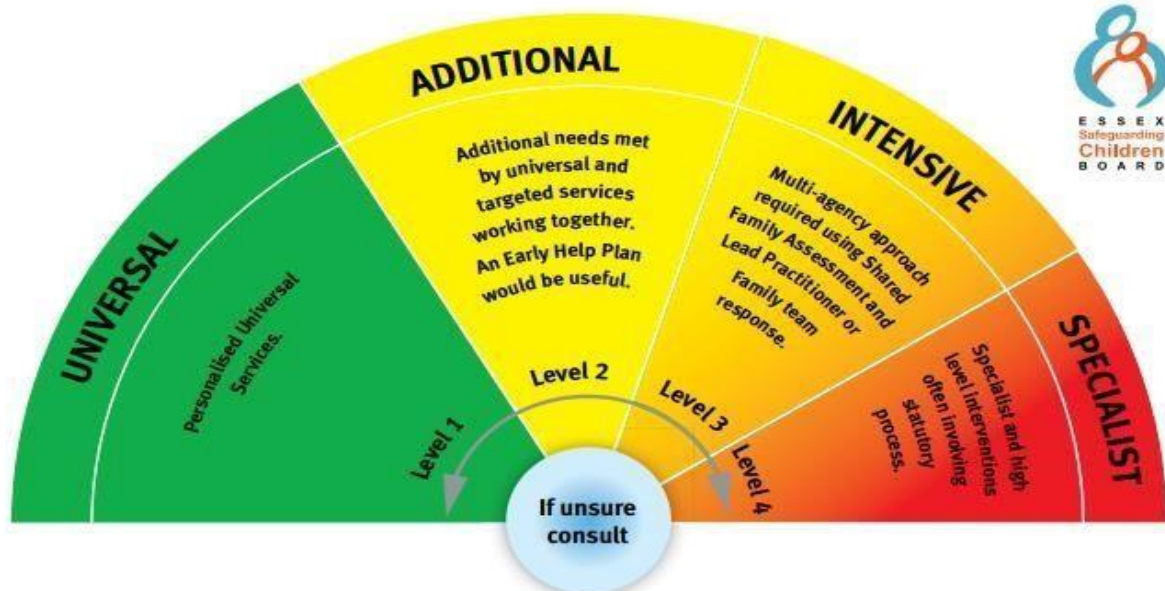 UNIVERSAL
Personalised Universal
Services.
Level 1
ADDITIONAL
Additional needs met
by universal and
targeted services
working together.
An Early Help Plan
would be useful.
Level 2
INTENSIVE
Multi-agency approach
required using Shared
Family Assessment and
Lead Practitioner or
Family team
response.
Level 3
SPECIALIST
Specialist and high
level interventions
often involving
statutory
process.
Level 4
If unsure
consult
ESSEX
Safeguarding
Children
BOARD